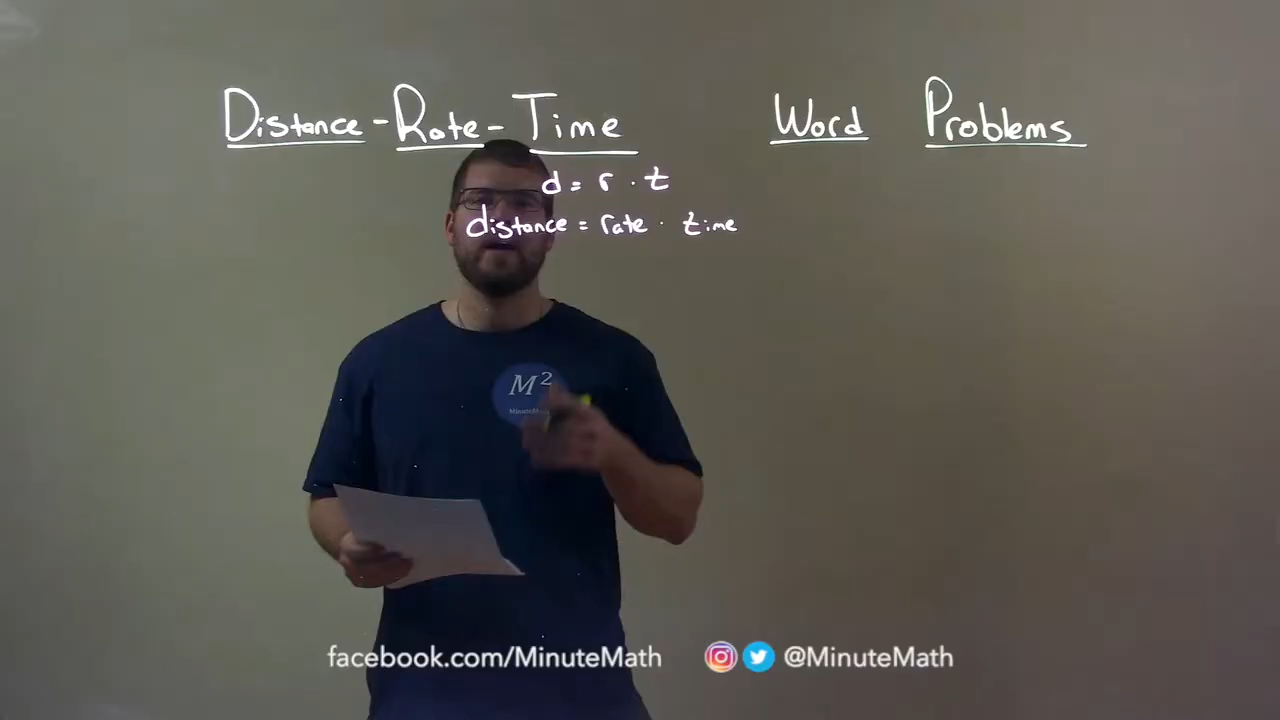 Distance-Rate-Time Word Problems
d = r · t
distance = rate · time
M²
facebook.com/MinuteMath @MinuteMath